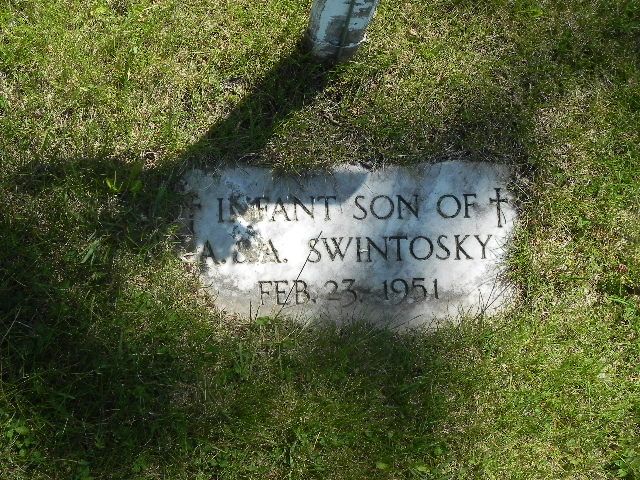 INFANT SON OF
A. & A. SWINTOSKY
FEB. 23. 1951